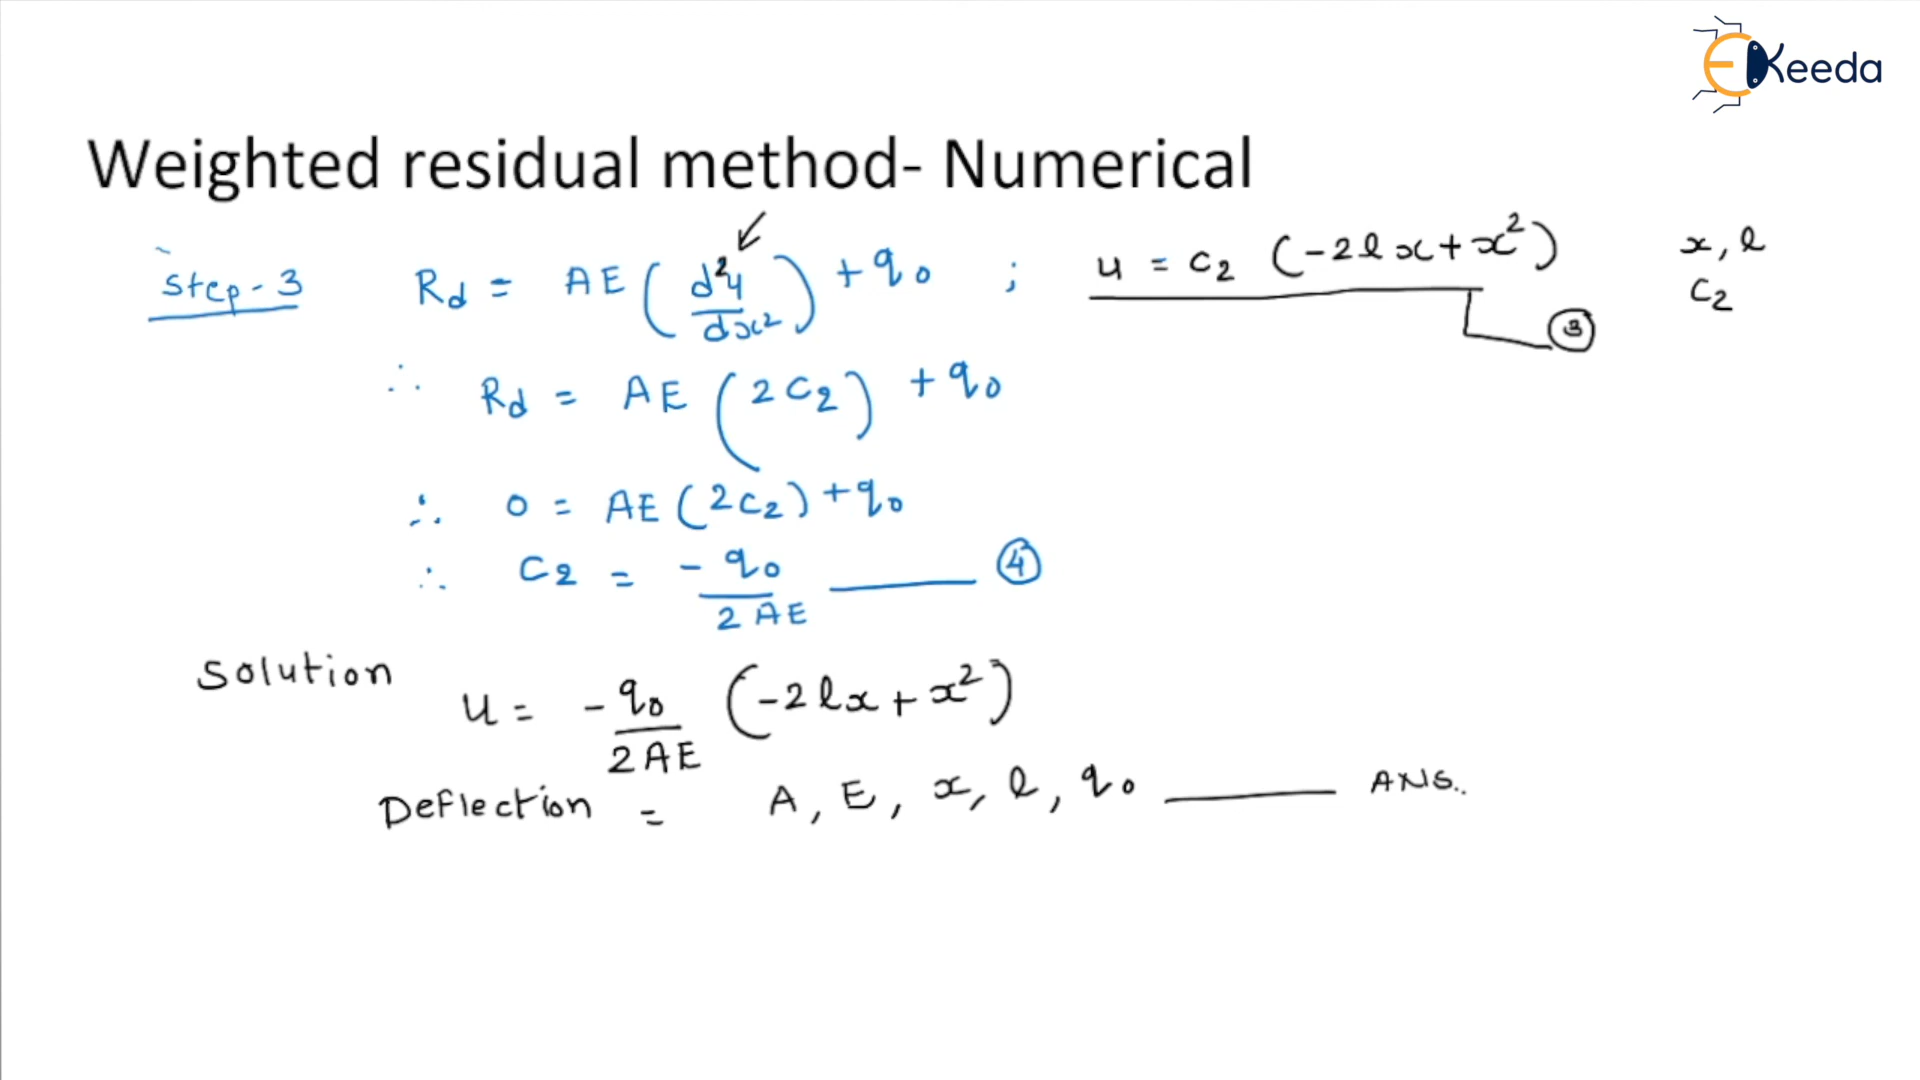 EKeeda
Weighted residual method- Numerical
Step-3 Rd = AE (d²u/dx²) + q₀ ; u = c₂ (-2lx+x²) x, l
c₂
③
∴ Rd = AE (2c₂) + q₀
∴ 0 = AE (2c₂) + q₀
∴ c₂ = -q₀/2AE ④
Solution
u = -q₀/2AE (-2lx+x²)
Deflection = A, E, x, l, q₀ ANS..